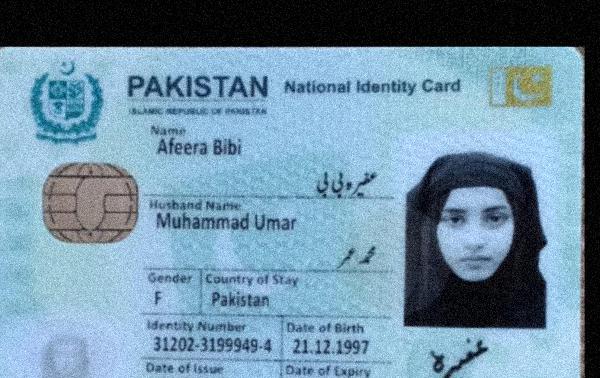 PAKISTAN National Identity Card
ISLAMIC REPUBLIC OF PAKISTAN
Name
Afeera Bibi
عفیرہ بی بی
Husband Name
Muhammad Umar
محمد عمر
Gender Country of Stay
F Pakistan
Identity Number Date of Birth
31202-3199949-4 21.12.1997
Date of Issue Date of Expiry
عفیرہ